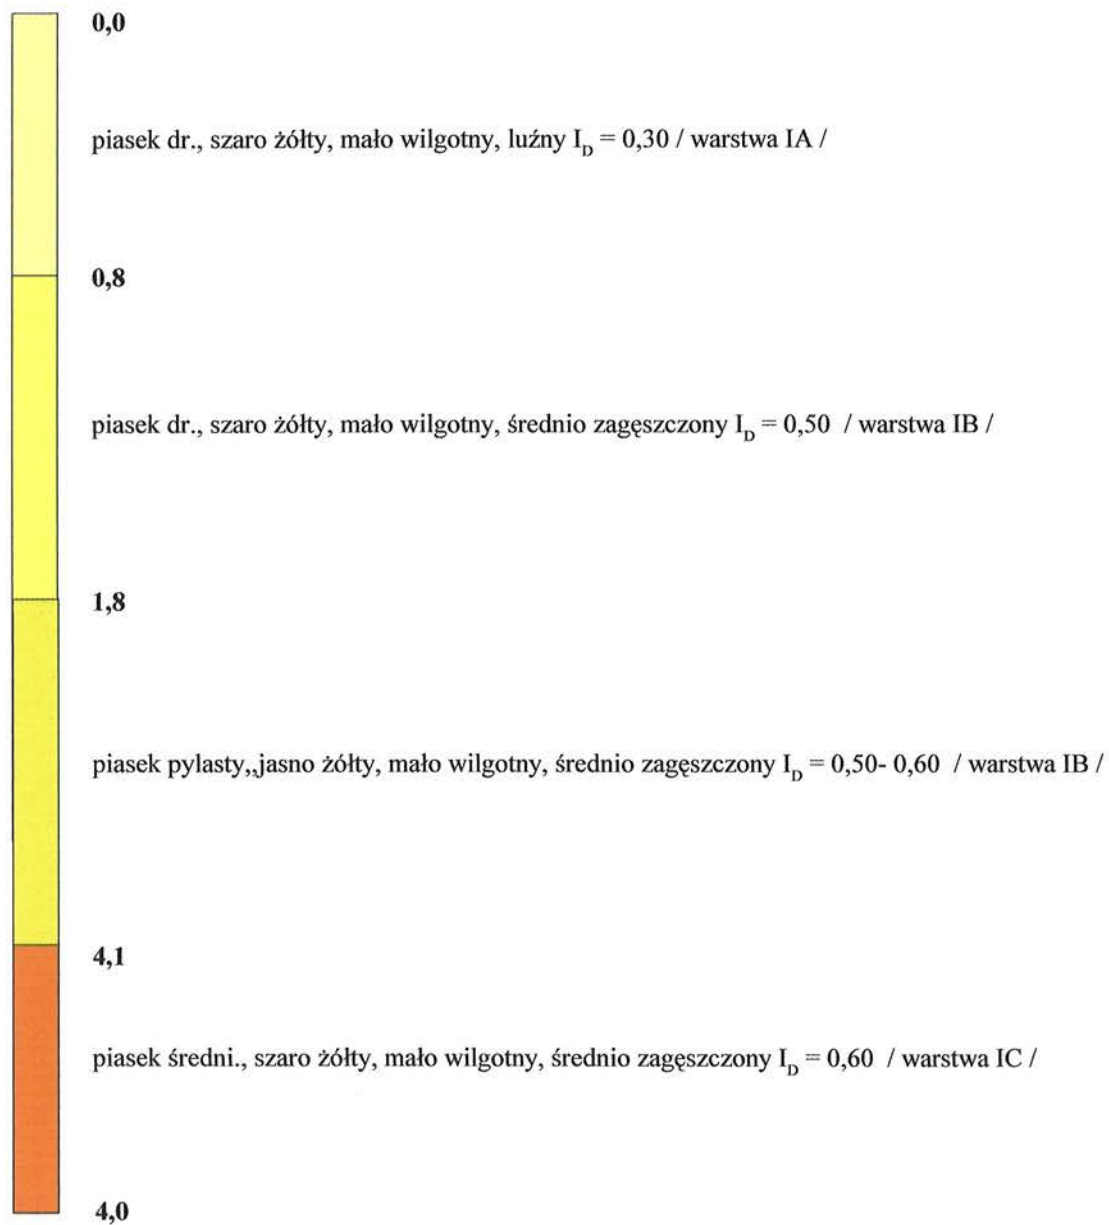 0,0
piasek dr., szaro żółty, mało wilgotny, luźny I_D = 0,30 / warstwa IA /
0,8
piasek dr., szaro żółty, mało wilgotny, średnio zagęszczony I_D = 0,50 / warstwa IB /
1,8
piasek pylasty,,jasno żółty, mało wilgotny, średnio zagęszczony I_D = 0,50- 0,60 / warstwa IB /
4,1
piasek średni., szaro żółty, mało wilgotny, średnio zagęszczony I_D = 0,60 / warstwa IC /
4,0